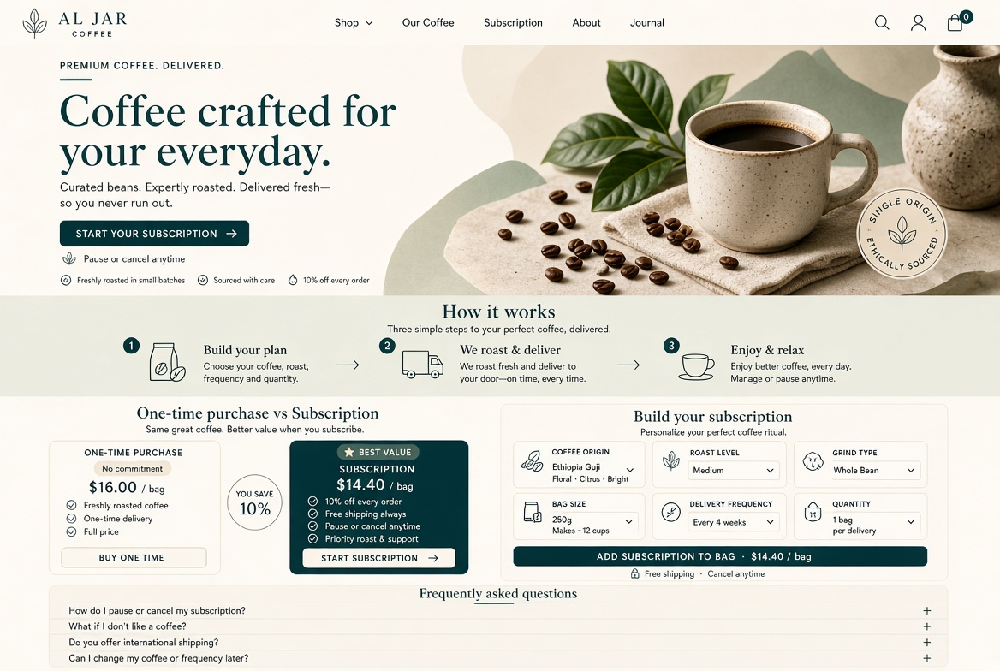 AL JAR
COFFEE
Shop
Our Coffee
Subscription
About
Journal
0
PREMIUM COFFEE. DELIVERED.
Coffee crafted for
your everyday.
Curated beans. Expertly roasted. Delivered fresh—
so you never run out.
START YOUR SUBSCRIPTION →
Pause or cancel anytime
Freshly roasted in small batches
Sourced with care
10% off every order
SINGLE ORIGIN
ETHICALLY SOURCED
How it works
Three simple steps to your perfect coffee, delivered.
1
Build your plan
Choose your coffee, roast,
frequency and quantity.
2
We roast & deliver
We roast fresh and deliver to
your door—on time, every time.
3
Enjoy & relax
Enjoy better coffee, every day.
Manage or pause anytime.
One-time purchase vs Subscription
Same great coffee. Better value when you subscribe.
ONE-TIME PURCHASE
No commitment
$16.00 / bag
Freshly roasted coffee
One-time delivery
Full price
BUY ONE TIME
YOU SAVE
10%
★ BEST VALUE
SUBSCRIPTION
$14.40 / bag
10% off every order
Free shipping always
Pause or cancel anytime
Priority roast & support
START SUBSCRIPTION →
Build your subscription
Personalize your perfect coffee ritual.
COFFEE ORIGIN
Ethiopia Guji
Floral · Citrus · Bright
ROAST LEVEL
Medium
GRIND TYPE
Whole Bean
BAG SIZE
250g
Makes ~12 cups
DELIVERY FREQUENCY
Every 4 weeks
QUANTITY
1 bag
per delivery
ADD SUBSCRIPTION TO BAG · $14.40 / bag
Free shipping · Cancel anytime
Frequently asked questions
How do I pause or cancel my subscription? +
What if I don't like a coffee? +
Do you offer international shipping? +
Can I change my coffee or frequency later? +